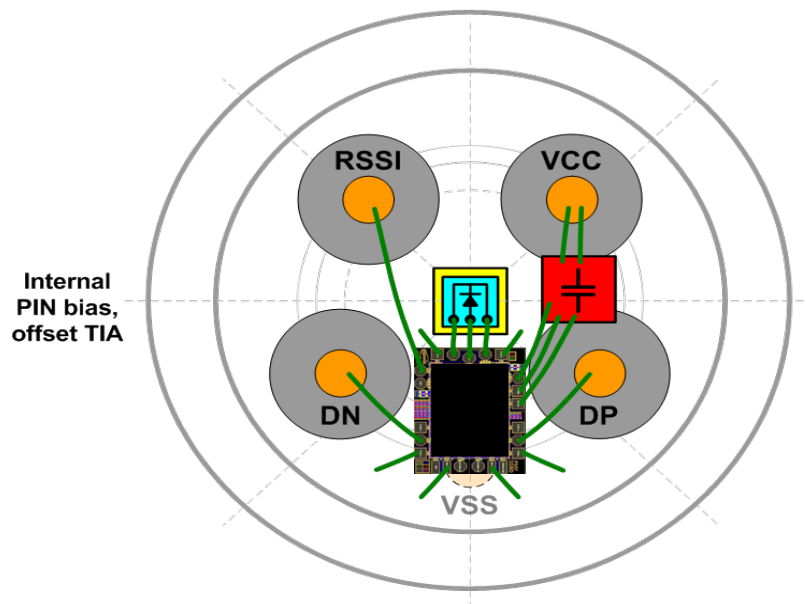 RSSI
VCC
Internal
PIN bias,
offset TIA
DN
DP
VSS